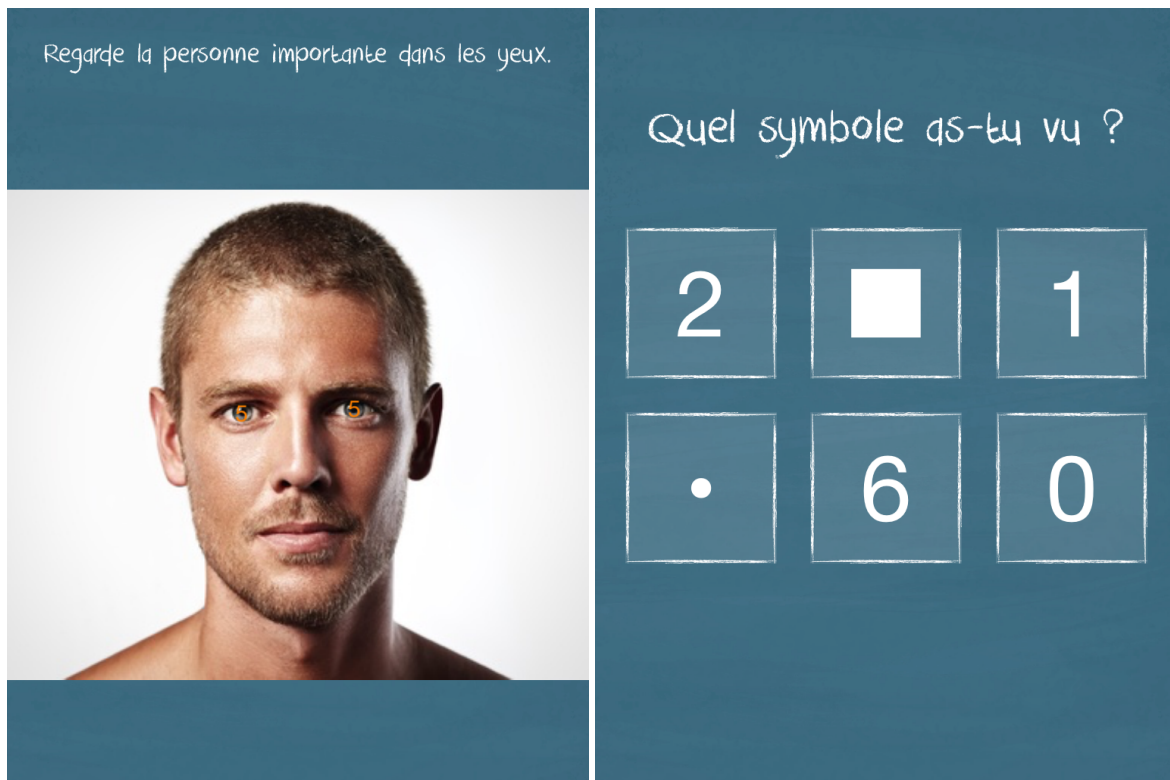 Regarde la personne importante dans les yeux.
5 5
Quel symbole as-tu vu ?
2 1
6 0